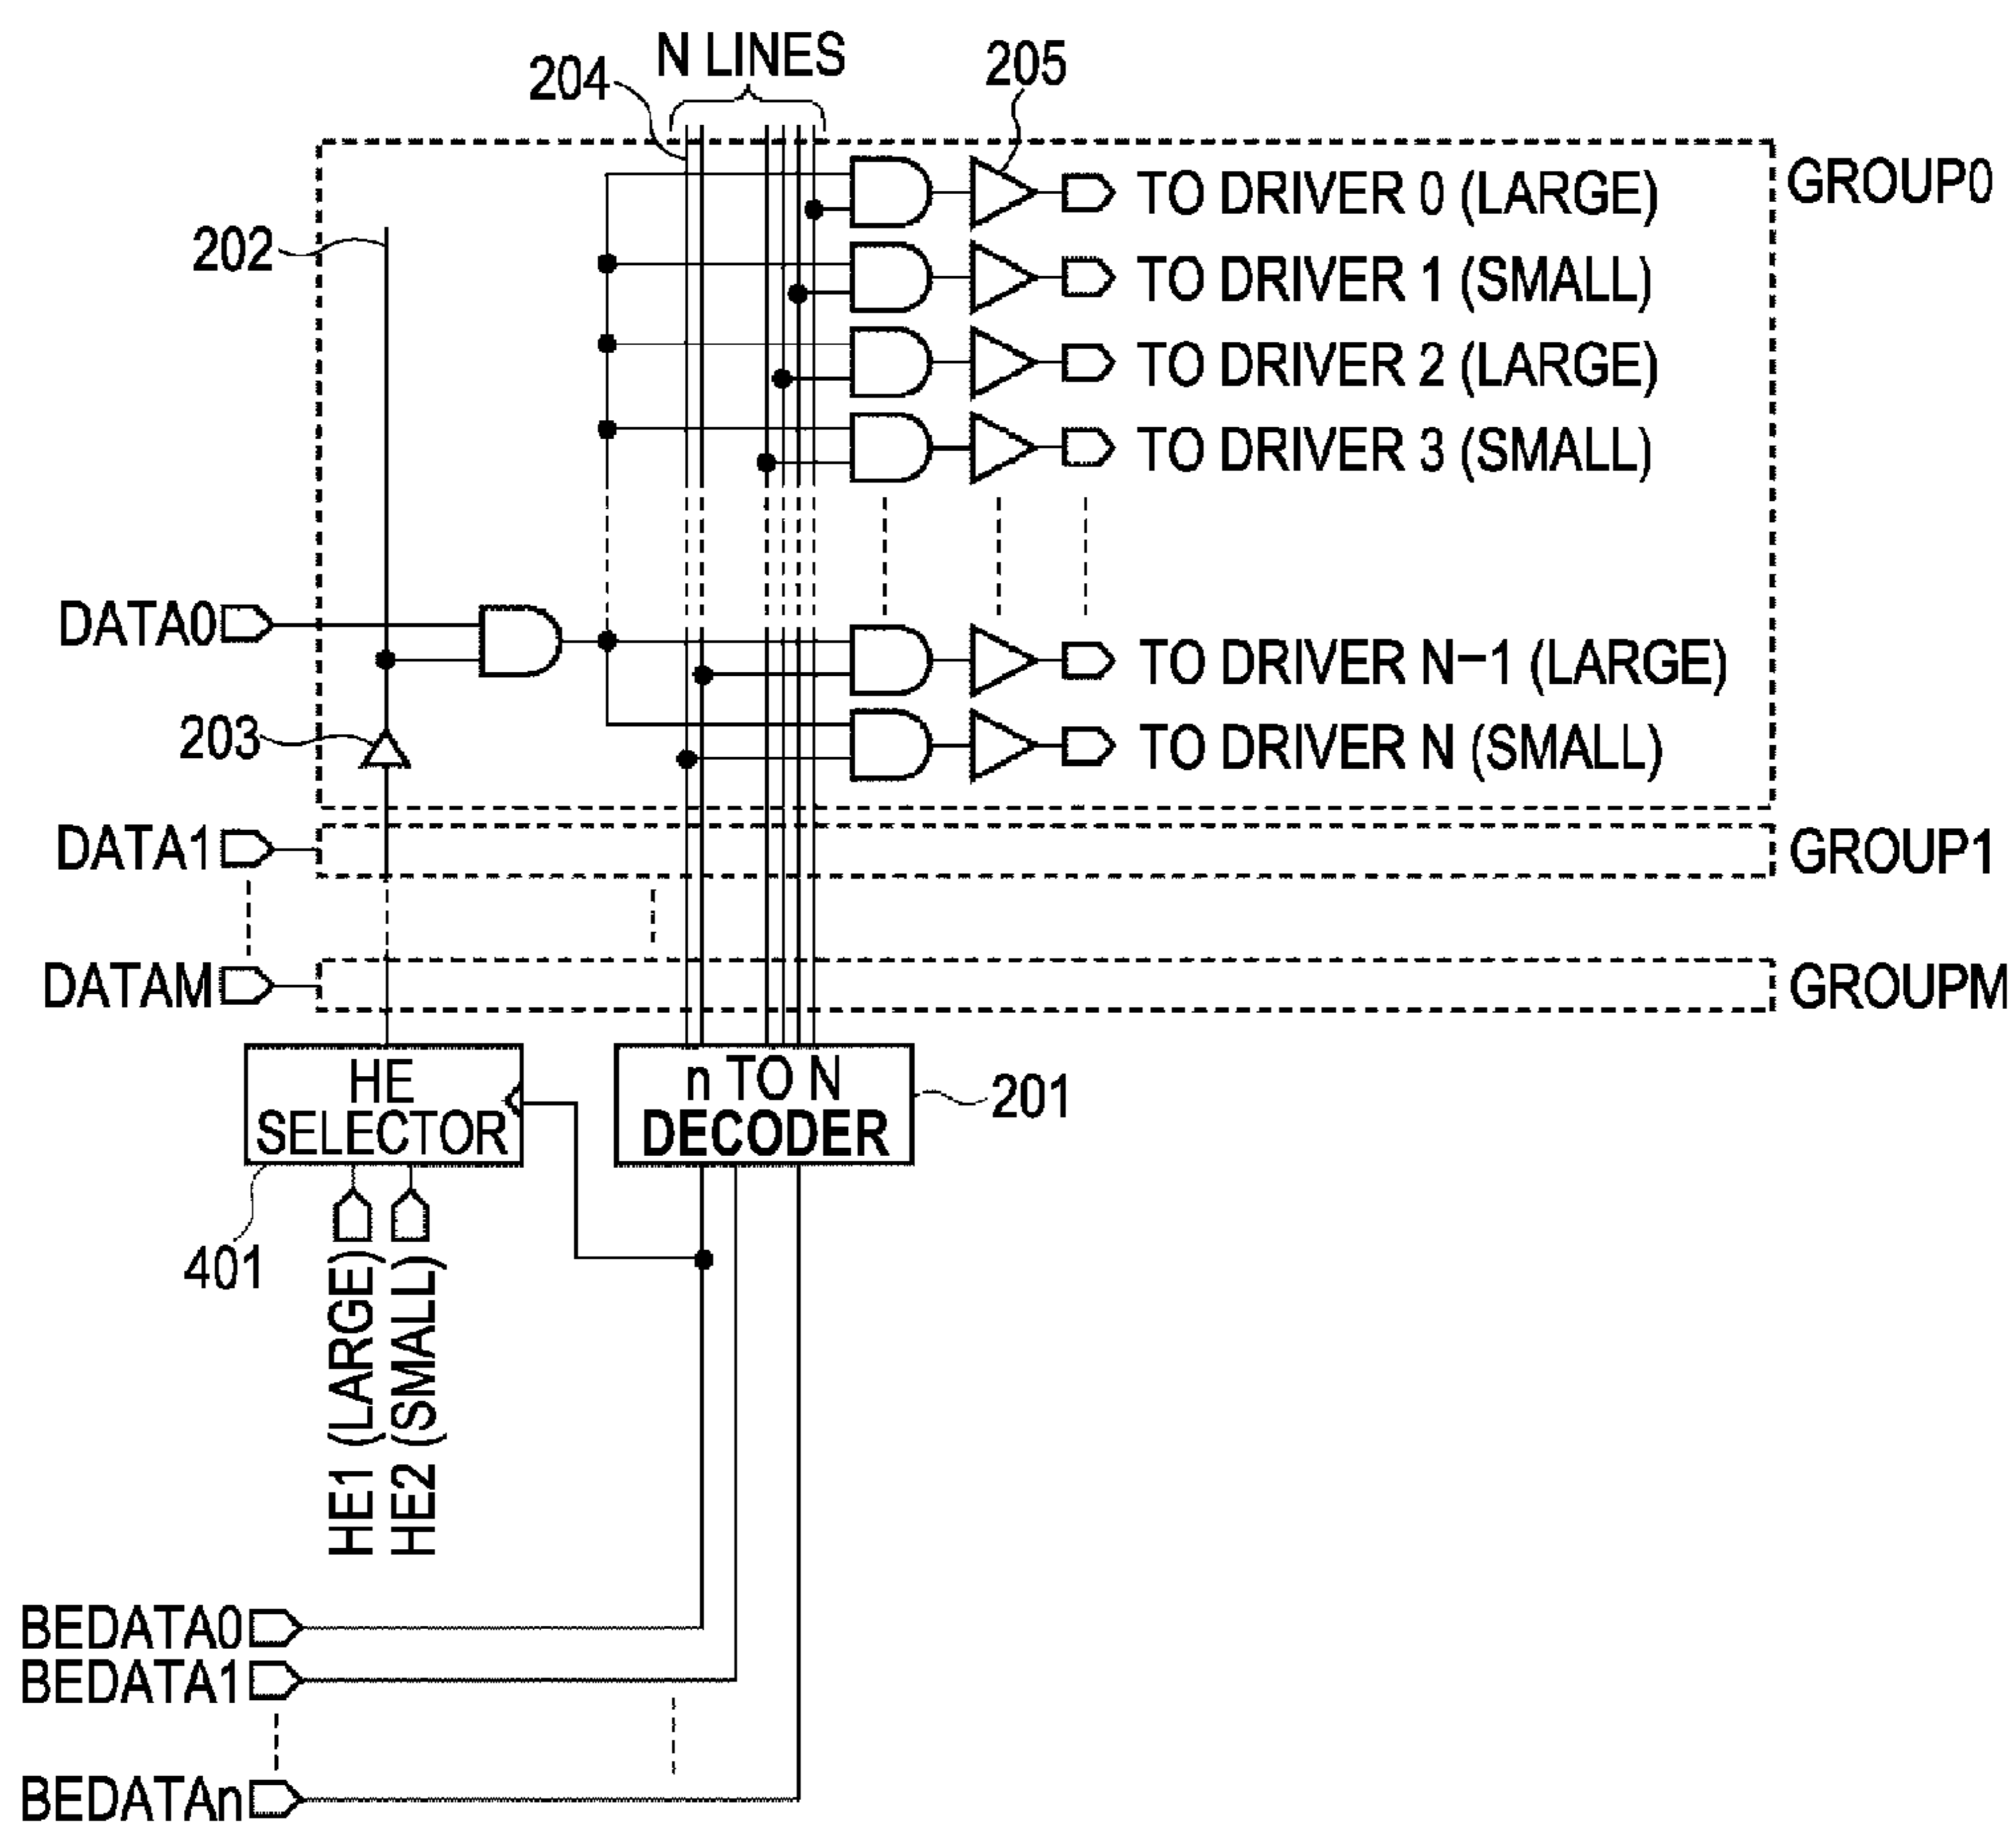 N LINES
204
205
GROUP0
TO DRIVER 0 (LARGE)
202
TO DRIVER 1 (SMALL)
TO DRIVER 2 (LARGE)
TO DRIVER 3 (SMALL)
DATA0
TO DRIVER N−1 (LARGE)
203
TO DRIVER N (SMALL)
DATA1
GROUP1
DATAM
GROUPM
HE
SELECTOR
n TO N
DECODER
201
401
HE1 (LARGE)
HE2 (SMALL)
BEDATA0
BEDATA1
BEDATAn